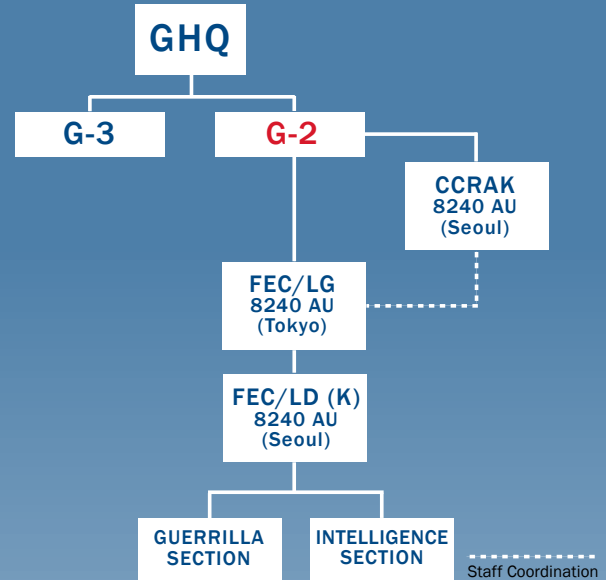 GHQ
G-3
G-2
CCRAK
8240 AU
(Seoul)
FEC/LG
8240 AU
(Tokyo)
FEC/LD (K)
8240 AU
(Seoul)
GUERRILLA
SECTION
INTELLIGENCE
SECTION
Staff Coordination